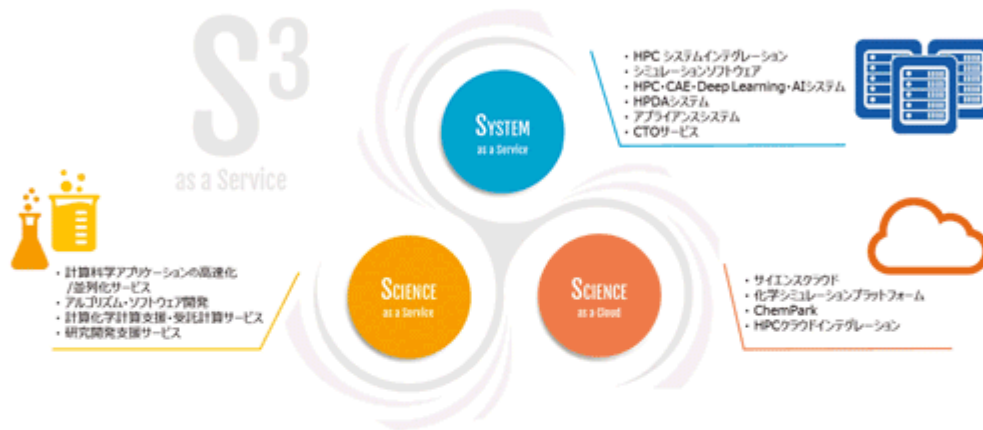 S3
as a Service
SYSTEM
as a Service
・HPC システムインテグレーション
・シミュレーションソフトウェア
・HPC・CAE・Deep Learning・AIシステム
・HPDAシステム
・アプライアンスシステム
・CTOサービス
SCIENCE
as a Service
・計算科学アプリケーションの高速化
/並列化サービス
・アルゴリズム・ソフトウェア開発
・計算化学計算支援・受託計算サービス
・研究開発支援サービス
SCIENCE
as a Cloud
・サイエンスクラウド
・化学シミュレーションプラットフォーム
・ChemPark
・HPCクラウドインテグレーション